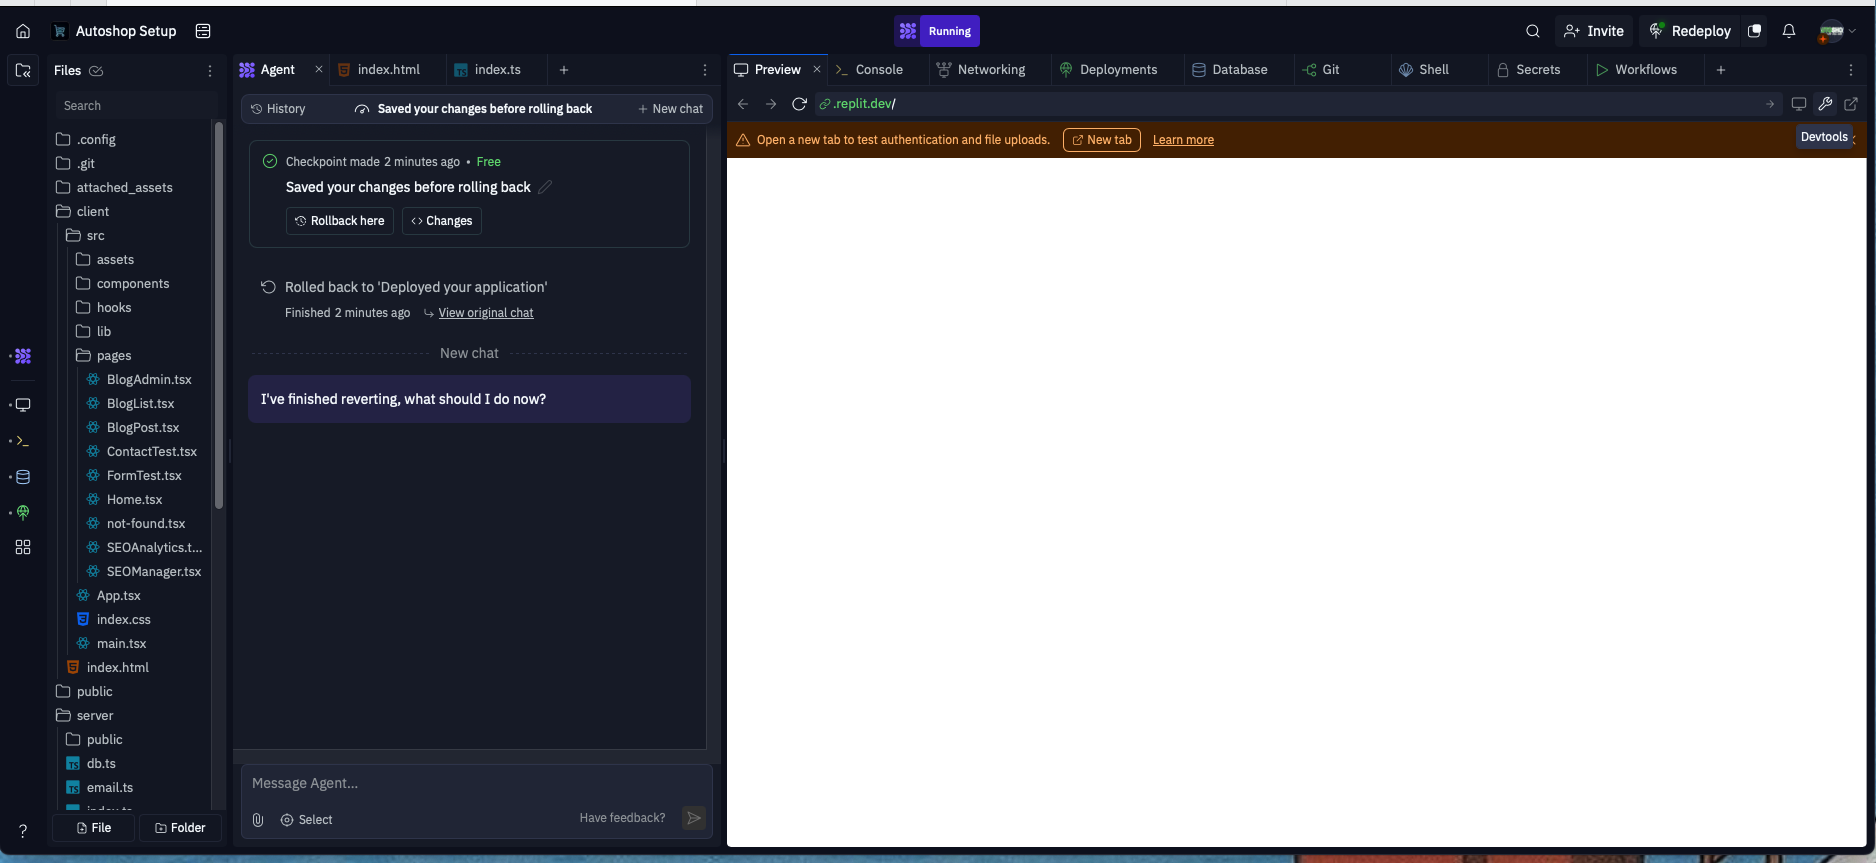 Autoshop Setup
Running
Invite
Redeploy
Files
Search
.config
.git
attached_assets
client
src
assets
components
hooks
lib
pages
BlogAdmin.tsx
BlogList.tsx
BlogPost.tsx
ContactTest.tsx
FormTest.tsx
Home.tsx
not-found.tsx
SEOAnalytics.t...
SEOManager.tsx
App.tsx
index.css
main.tsx
index.html
public
server
public
TS db.ts
TS email.ts
index.ts
File
Folder
?
Agent
index.html
TS index.ts
History
Saved your changes before rolling back
New chat
Checkpoint made 2 minutes ago • Free
Saved your changes before rolling back
Rollback here
Changes
Rolled back to 'Deployed your application'
Finished 2 minutes ago
View original chat
New chat
I've finished reverting, what should I do now?
Message Agent...
Select
Have feedback?
Preview
Console
Networking
Deployments
Database
Git
Shell
Secrets
Workflows
.replit.dev/
Open a new tab to test authentication and file uploads.
New tab
Learn more
Devtools